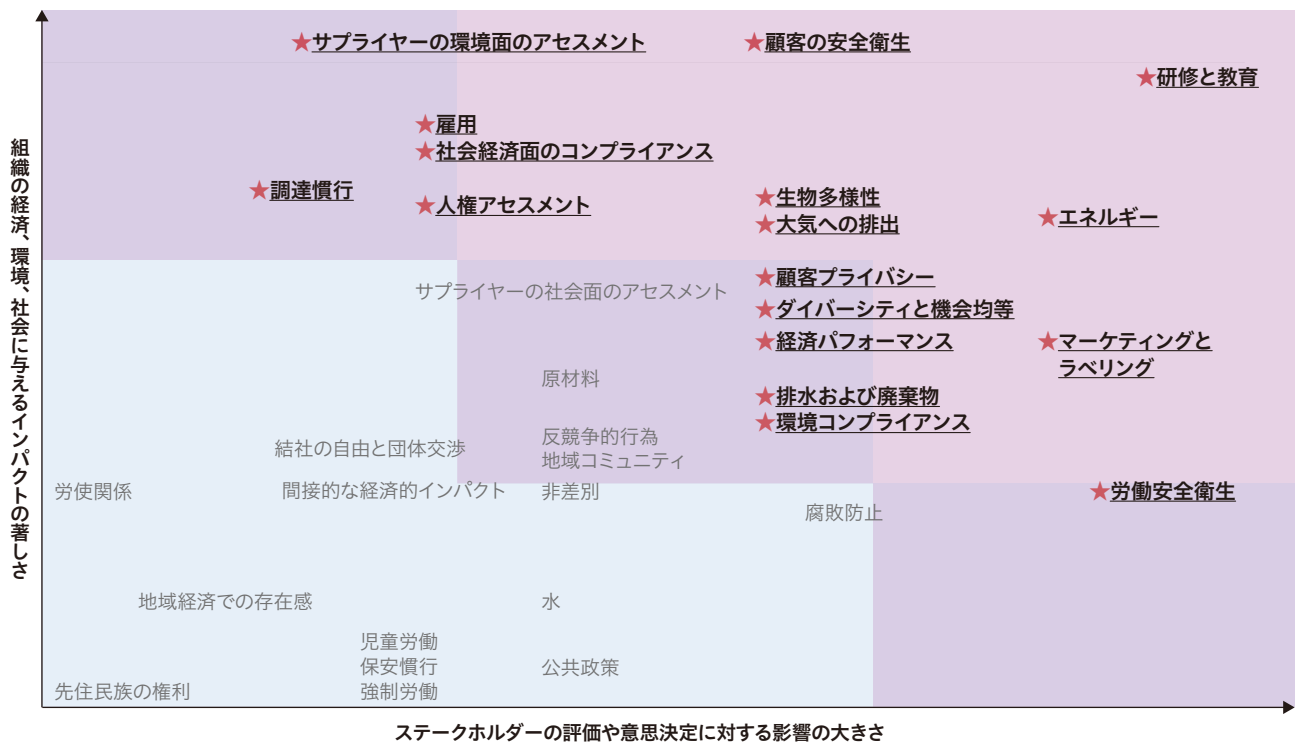 組織の経済、環境、社会に与えるインパクトの著しさ
★サプライヤーの環境面のアセスメント
★顧客の安全衛生
★研修と教育
★雇用
★社会経済面のコンプライアンス
★調達慣行
★人権アセスメント
★生物多様性
★大気への排出
★エネルギー
サプライヤーの社会面のアセスメント
★顧客プライバシー
★ダイバーシティと機会均等
★経済パフォーマンス
★マーケティングと
ラベリング
原材料
★排水および廃棄物
★環境コンプライアンス
結社の自由と団体交渉
反競争的行為
地域コミュニティ
労使関係
間接的な経済的インパクト
非差別
腐敗防止
★労働安全衛生
地域経済での存在感
水
児童労働
保安慣行
公共政策
先住民族の権利
強制労働
ステークホルダーの評価や意思決定に対する影響の大きさ